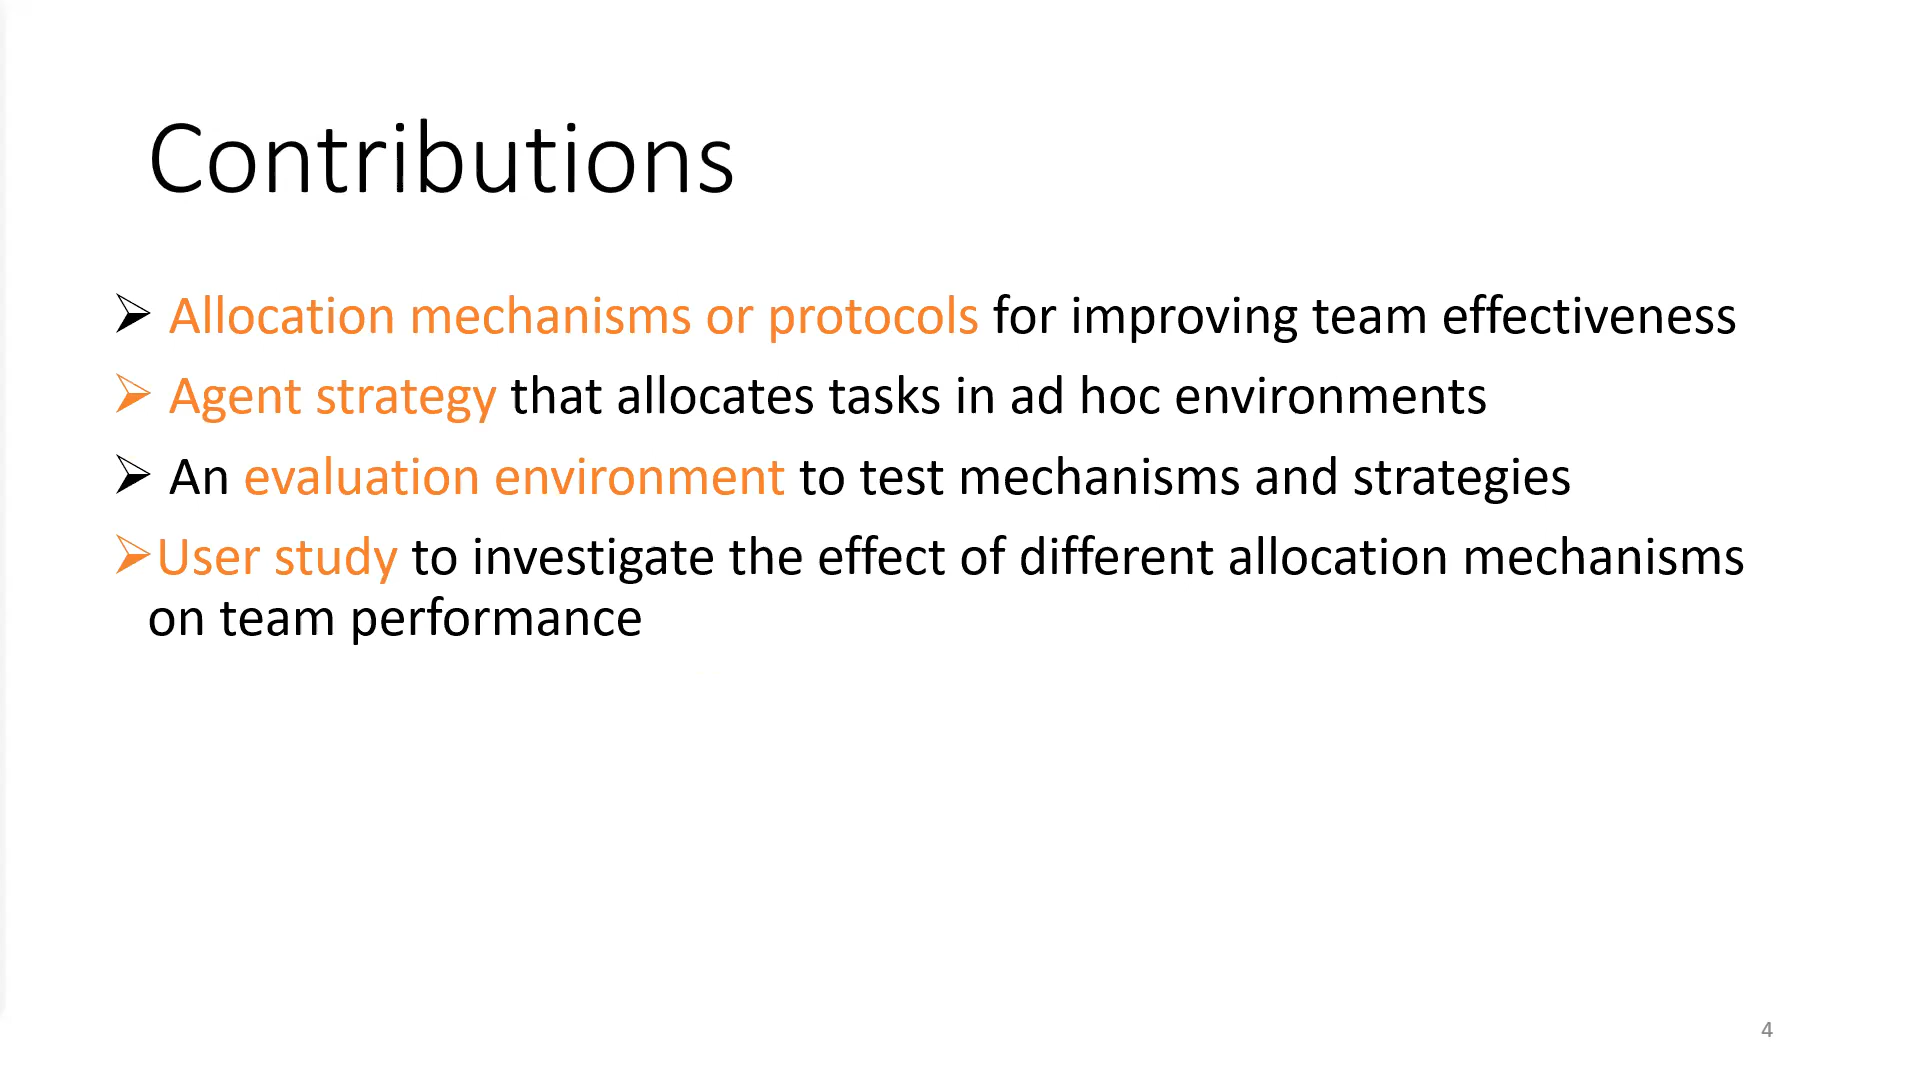 Contributions
➢ Allocation mechanisms or protocols for improving team effectiveness
➢ Agent strategy that allocates tasks in ad hoc environments
➢ An evaluation environment to test mechanisms and strategies
➢User study to investigate the effect of different allocation mechanisms
on team performance
4